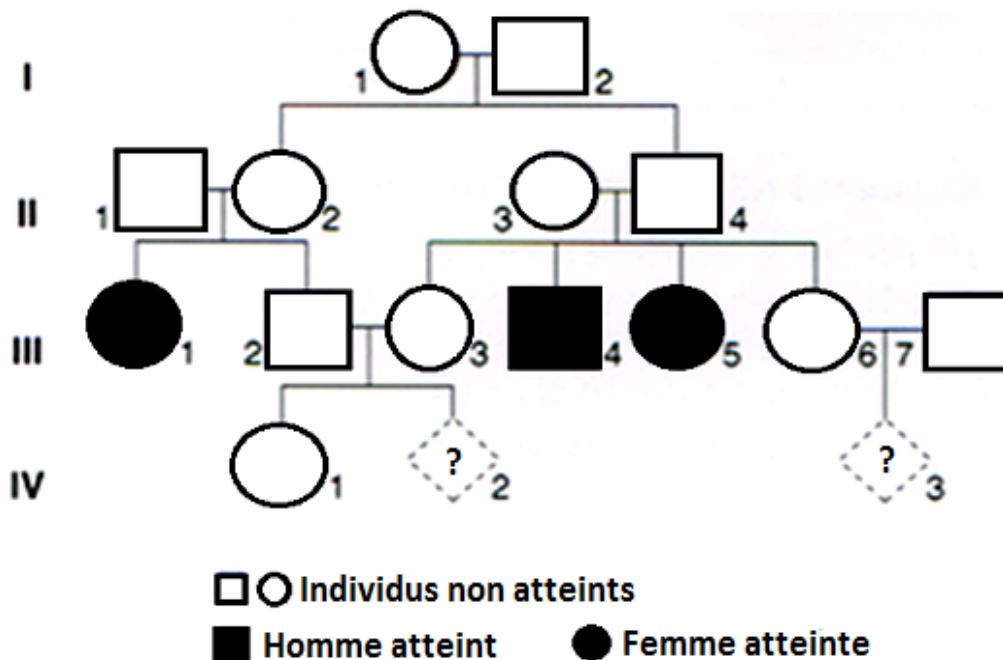 I
1
2
II
1
2
3
4
III
1
2
3
4
5
6
7
IV
?
?
1
2
3
Individus non atteints
Homme atteint
Femme atteinte